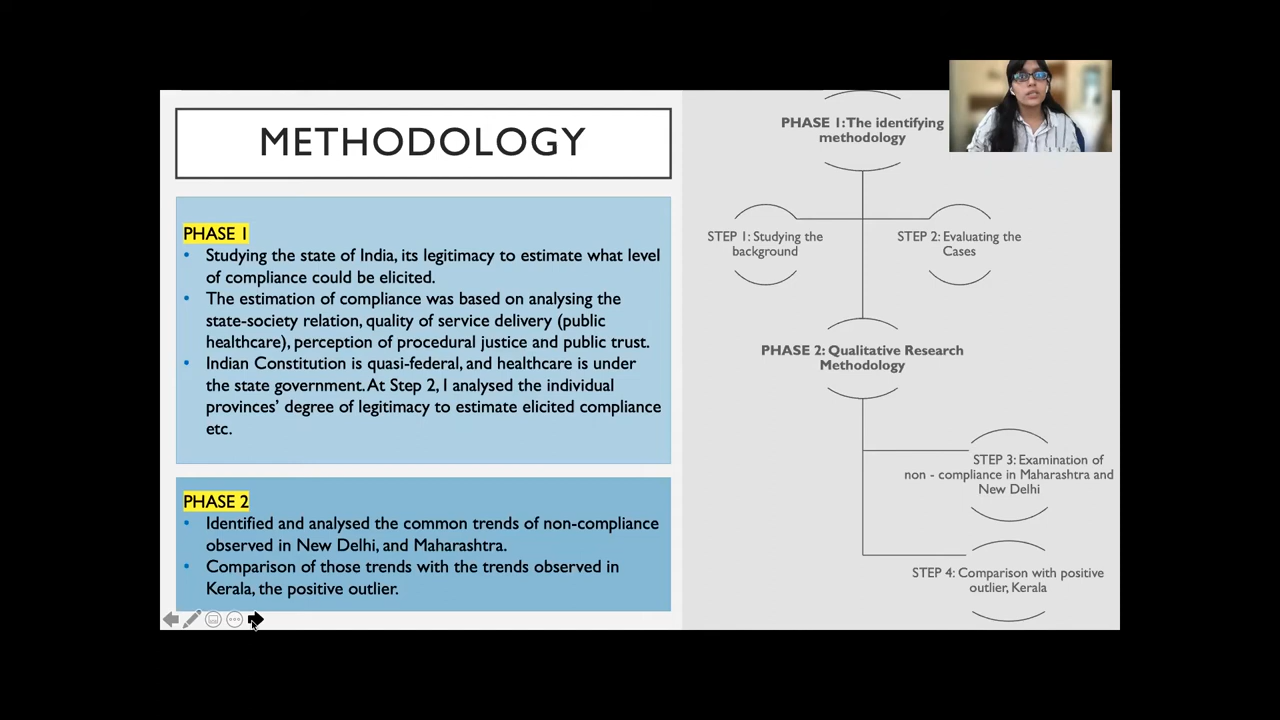 METHODOLOGY
PHASE 1
• Studying the state of India, its legitimacy to estimate what level
of compliance could be elicited.
• The estimation of compliance was based on analysing the
state-society relation, quality of service delivery (public
healthcare), perception of procedural justice and public trust.
• Indian Constitution is quasi-federal, and healthcare is under
the state government. At Step 2, I analysed the individual
provinces’ degree of legitimacy to estimate elicited compliance
etc.
PHASE 2
• Identified and analysed the common trends of non-compliance
observed in New Delhi, and Maharashtra.
• Comparison of those trends with the trends observed in
Kerala, the positive outlier.
PHASE 1: The identifying
methodology
STEP 1: Studying the
background
STEP 2: Evaluating the
Cases
PHASE 2: Qualitative Research
Methodology
STEP 3: Examination of
non - compliance in Maharashtra and
New Delhi
STEP 4: Comparison with positive
outlier, Kerala